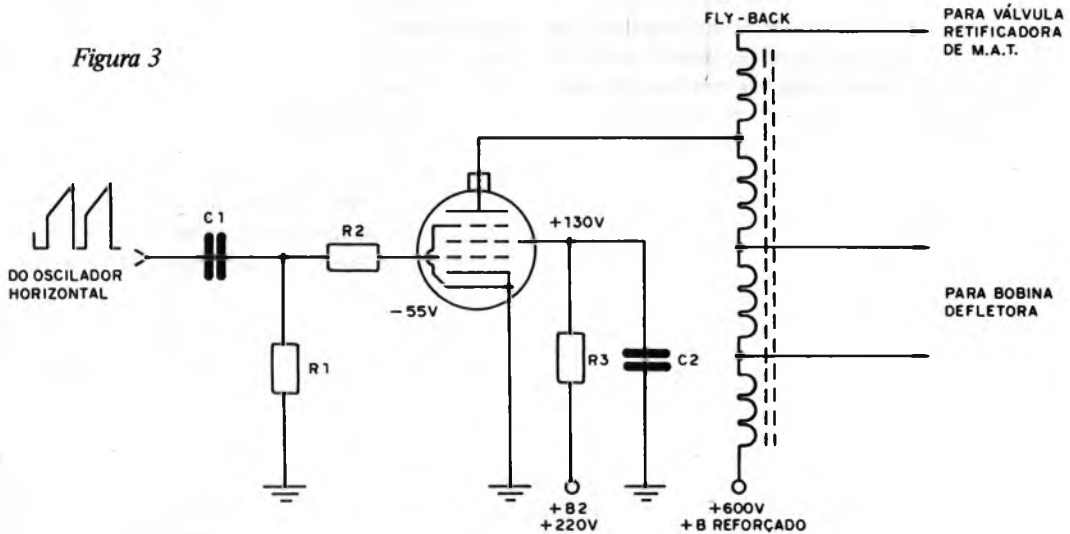 Figura 3
FLY-BACK
PARA VÁLVULA
RETIFICADORA
DE M.A.T.
C1
R2
+130V
DO OSCILADOR
HORIZONTAL
-55V
R1
R3
C2
PARA BOBINA
DEFLETORA
+B2
+220V
+600V
+B REFORÇADO